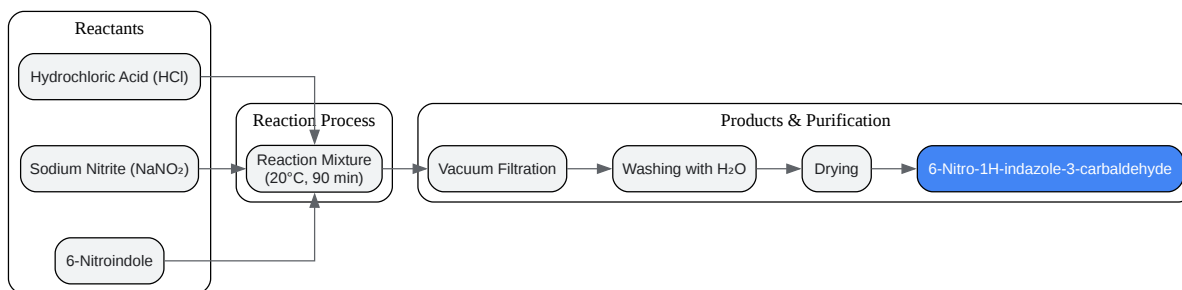 Reactants
Hydrochloric Acid (HCl)
Sodium Nitrite (NaNO₂)
6-Nitroindole
Reaction Process
Reaction Mixture
(20°C, 90 min)
Products & Purification
Vacuum Filtration
Washing with H₂O
Drying
6-Nitro-1H-indazole-3-carbaldehyde